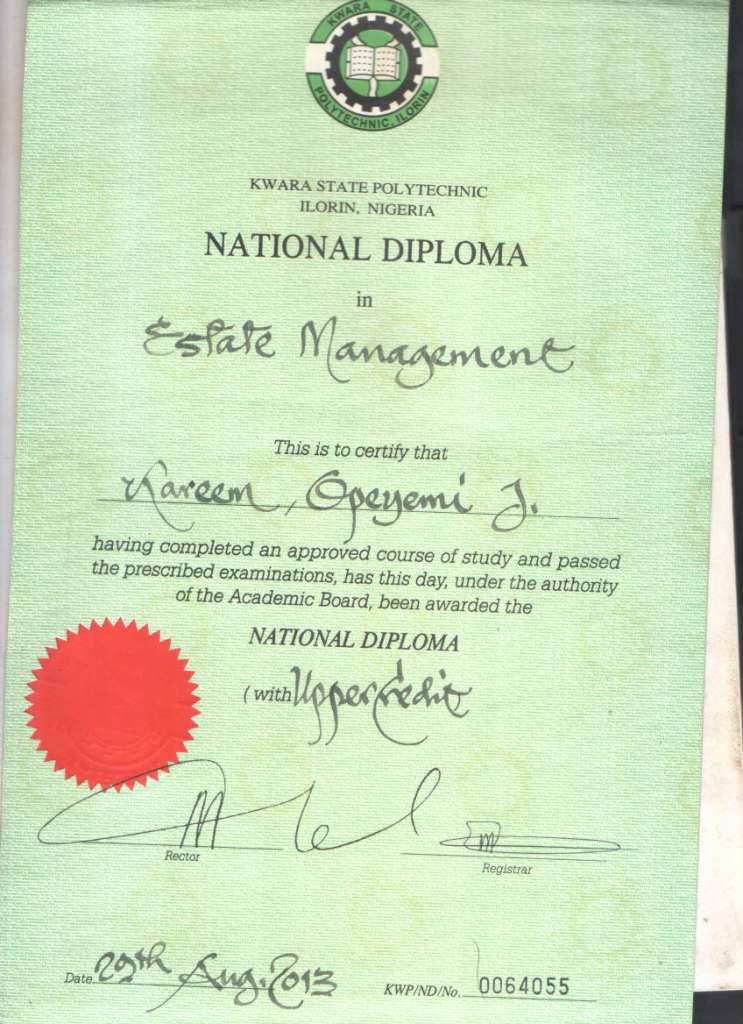 KWARA STATE
POLYTECHNIC, ILORIN
KWARA STATE POLYTECHNIC
ILORIN, NIGERIA
NATIONAL DIPLOMA
in
Estate Management
This is to certify that
Kareem, Opeyemi J.
having completed an approved course of study and passed
the prescribed examinations, has this day, under the authority
of the Academic Board, been awarded the
NATIONAL DIPLOMA
(with Upper Credit
Rector
Registrar
Date 29th Aug. 2013
KWP/ND/No. 0064055